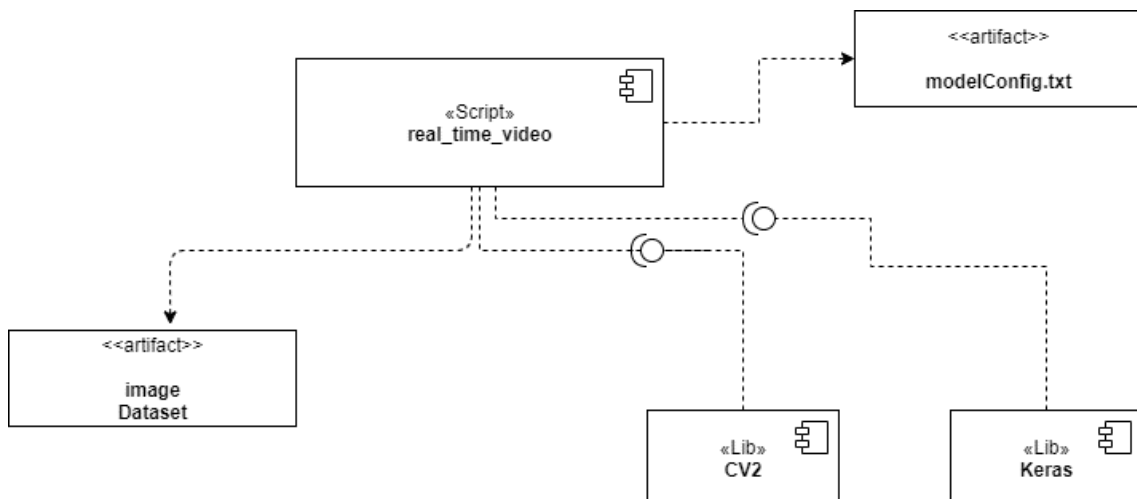 <<artifact>>
modelConfig.txt
«Script»
real_time_video
<<artifact>>
image
Dataset
«Lib»
CV2
«Lib»
Keras